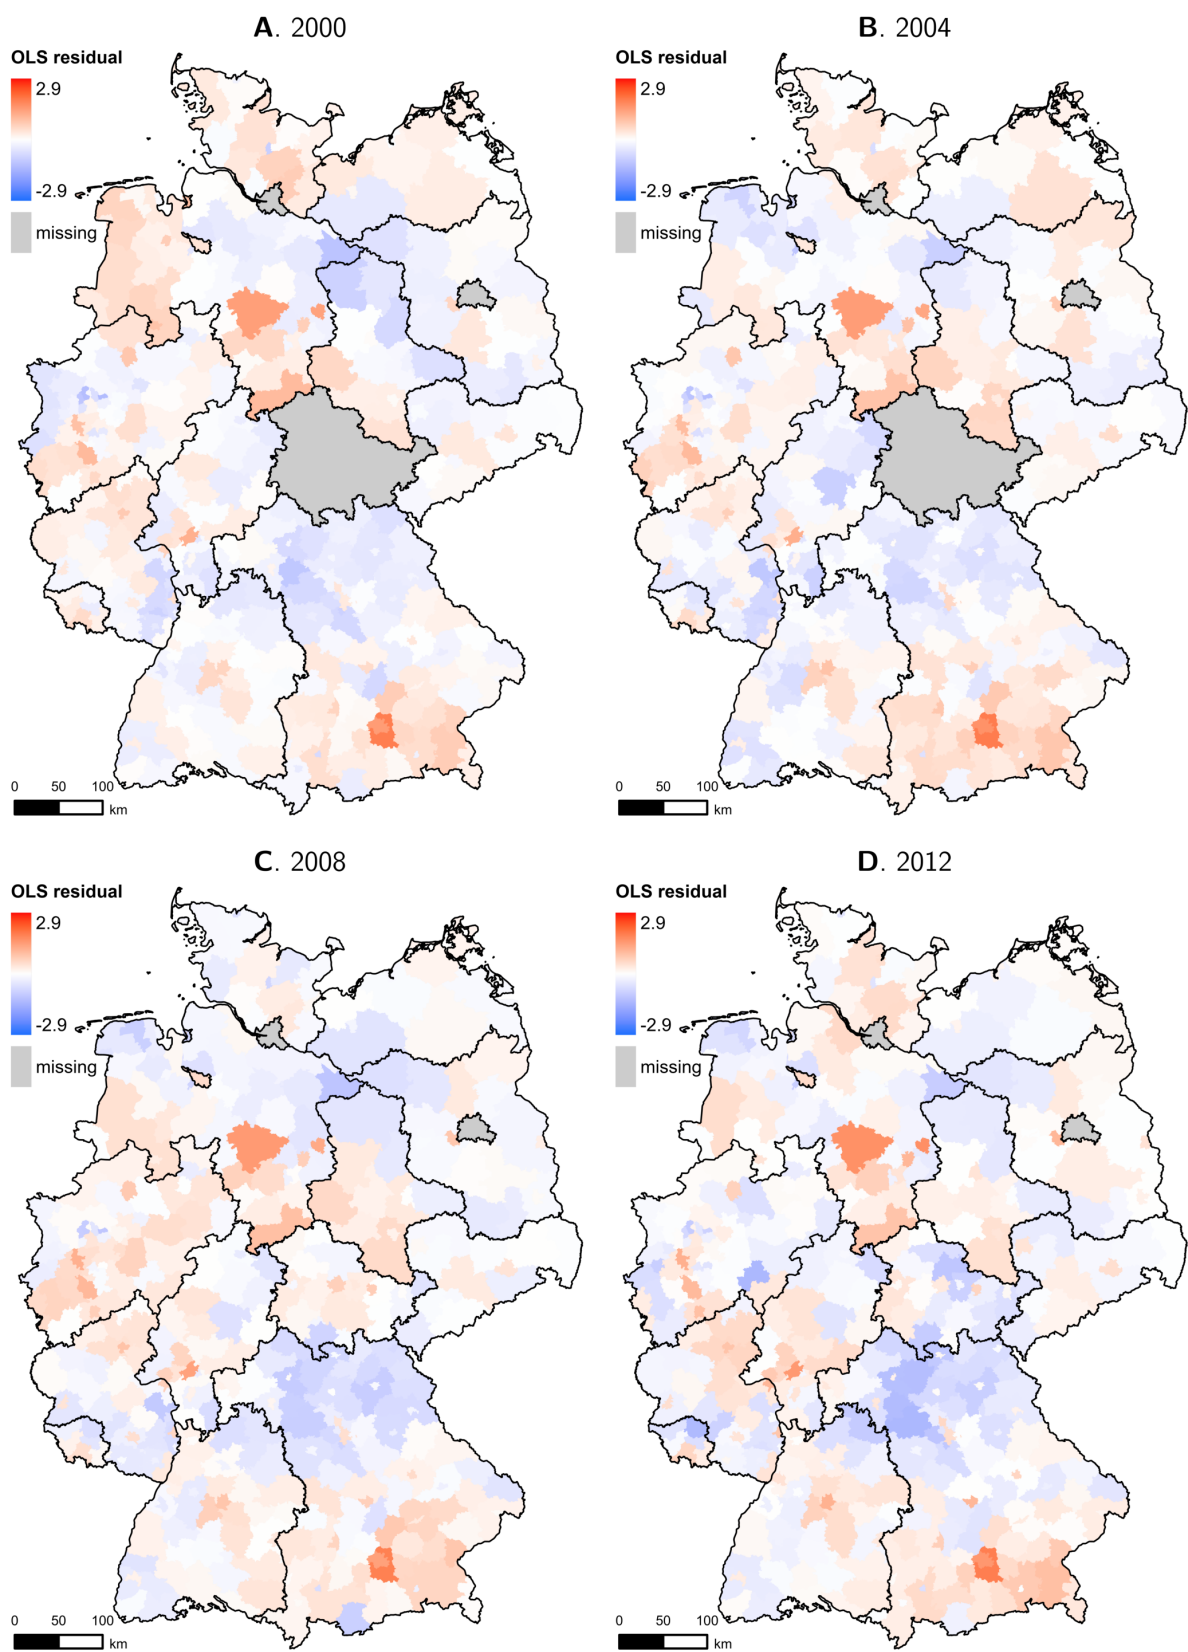 A. 2000
OLS residual
2.9
-2.9
missing
0 50 100
km
B. 2004
OLS residual
2.9
-2.9
missing
0 50 100
km
C. 2008
OLS residual
2.9
-2.9
missing
0 50 100
km
D. 2012
OLS residual
2.9
-2.9
missing
0 50 100
km